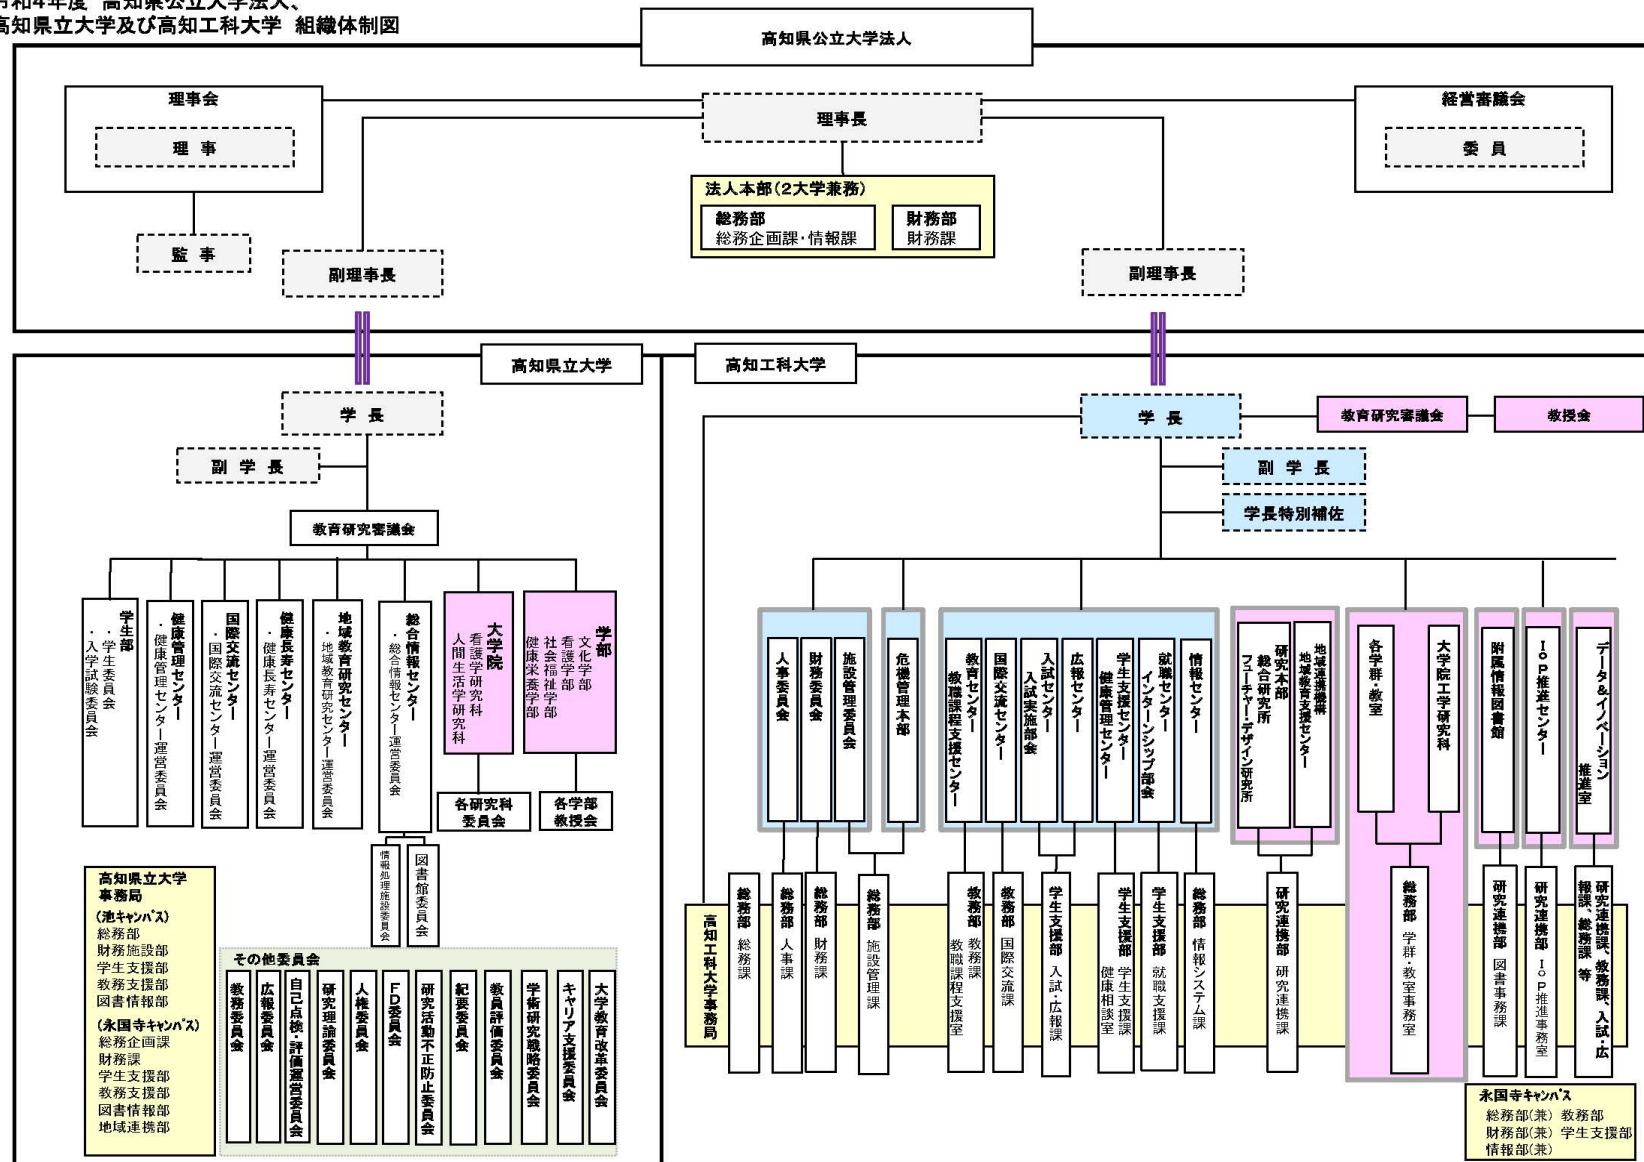 令和4年度　高知県公立大学法人、
高知県立大学及び高知工科大学　組織体制図
高知県公立大学法人
理事会
理 事
監 事
理事長
経営審議会
委 員
法人本部(2大学兼務)
総務部
総務企画課・情報課
財務部
財務課
副理事長
副理事長
高知県立大学
学 長
副 学 長
教育研究審議会
学生部
・学生委員会
・入学試験委員会
健康管理センター
・健康管理センター運営委員会
国際交流センター
・国際交流センター運営委員会
健康長寿センター
・健康長寿センター運営委員会
地域教育研究センター
・地域教育研究センター運営委員会
総合情報センター
・総合情報センター運営委員会
大学院
看護学研究科
人間生活学研究科
学部
文化学部
看護学部
社会福祉学部
健康栄養学部
各研究科
委員会
各学部
教授会
情報処理施設委員会
図書館委員会
高知県立大学
事務局
(池キャンパス)
総務部
財務施設部
学生支援部
教務支援部
図書情報部
(永国寺キャンパス)
総務企画課
財務課
学生支援部
教務支援部
図書情報部
地域連携部
その他委員会
教務委員会
広報委員会
自己点検・評価運営委員会
研究理論委員会
人権委員会
FD委員会
研究活動不正防止委員会
紀要委員会
教員評価委員会
学術研究戦略委員会
キャリア支援委員会
大学教育改革委員会
高知工科大学
学 長
教育研究審議会
教授会
副 学 長
学長特別補佐
人事委員会
財務委員会
施設管理委員会
危機管理本部
教育センター
教職課程支援センター
国際交流センター
入試センター
入試実施部会
広報センター
学生支援センター
健康管理センター
就職センター
インターンシップ部会
情報センター
研究本部
総合研究所
フューチャー・デザイン研究所
地域連携機構
地域教育支援センター
各学群・教室
大学院工学研究科
附属情報図書館
IoP推進センター
データ&イノベーション
推進室
高知工科大学事務局
総務部 総務課
総務部 人事課
総務部 財務課
総務部 施設管理課
教務部 教務課
教職課程支援室
教務部 国際交流課
学生支援部 入試・広報課
学生支援部 学生支援課
健康相談室
学生支援部 就職支援課
総務部 情報システム課
研究連携部 研究連携課
総務部 学群・教室事務室
研究連携部 図書事務課
研究連携部 IoP推進事務室
研究連携課、教務課、入試・広
報課、総務課 等
永国寺キャンパス
総務部(兼) 教務部
財務部(兼) 学生支援部
情報部(兼)